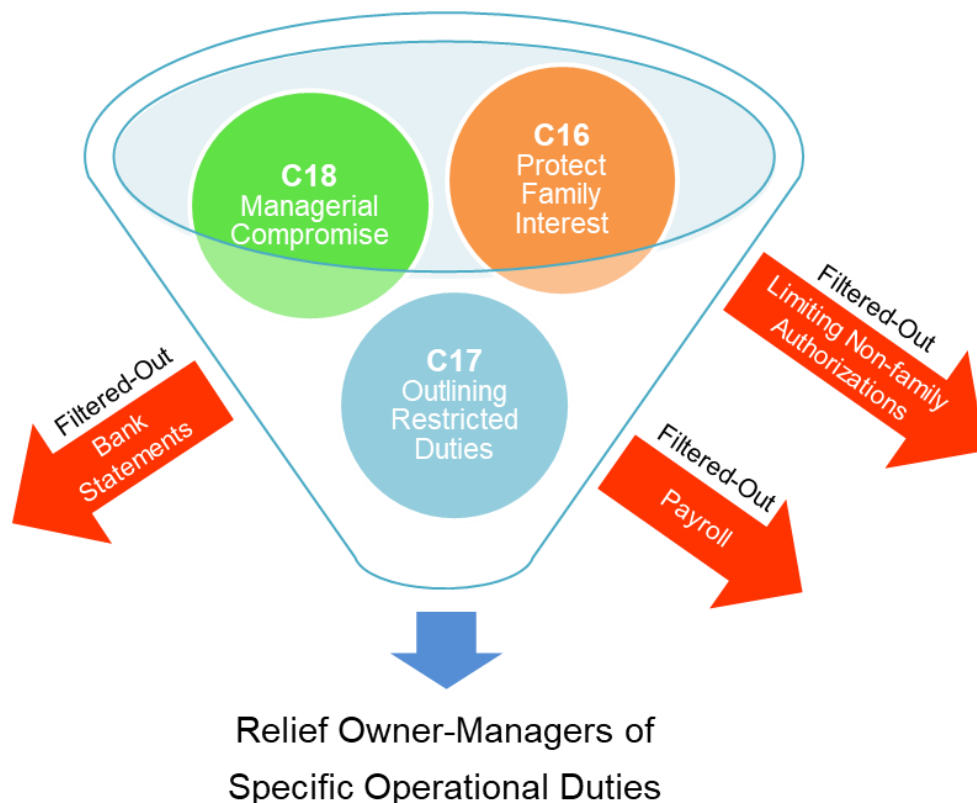 C18
Managerial
Compromise
C16
Protect
Family
Interest
C17
Outlining
Restricted
Duties
Filtered-Out
Bank
Statements
Filtered-Out
Limiting Non-family
Authorizations
Filtered-Out
Payroll
Relief Owner-Managers of
Specific Operational Duties